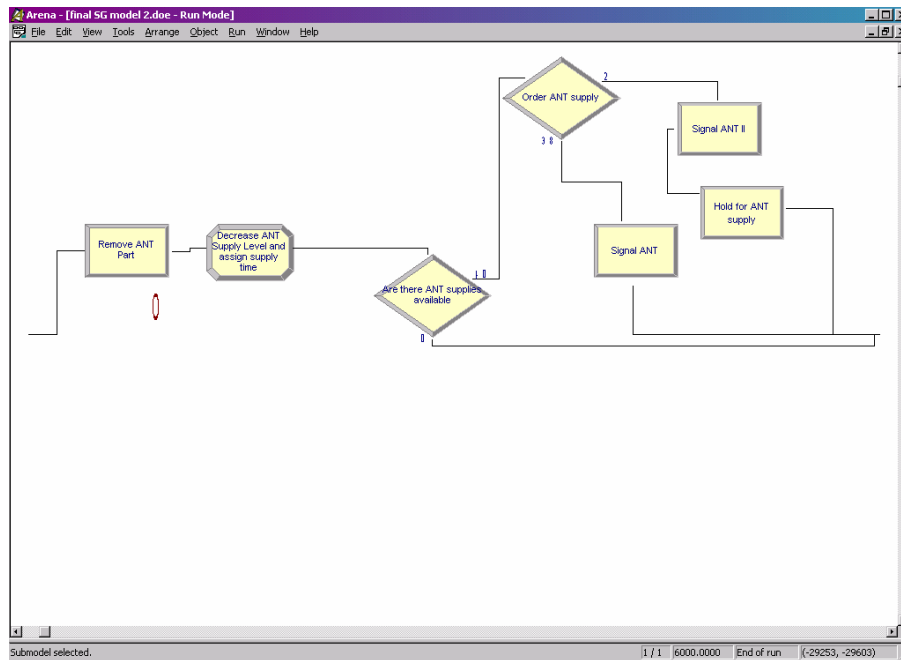 Arena - [final SG model 2.doe - Run Mode]
File Edit View Tools Arrange Object Run Window Help
Order ANT supply
2
3 8
Signal ANT II
Hold for ANT
supply
Remove ANT
Part
Decrease ANT
Supply Level and
assign supply
time
Signal ANT
Are there ANT supplies
available
0
Submodel selected.
1 / 1
6000.0000
End of run
(-29253, -29603)